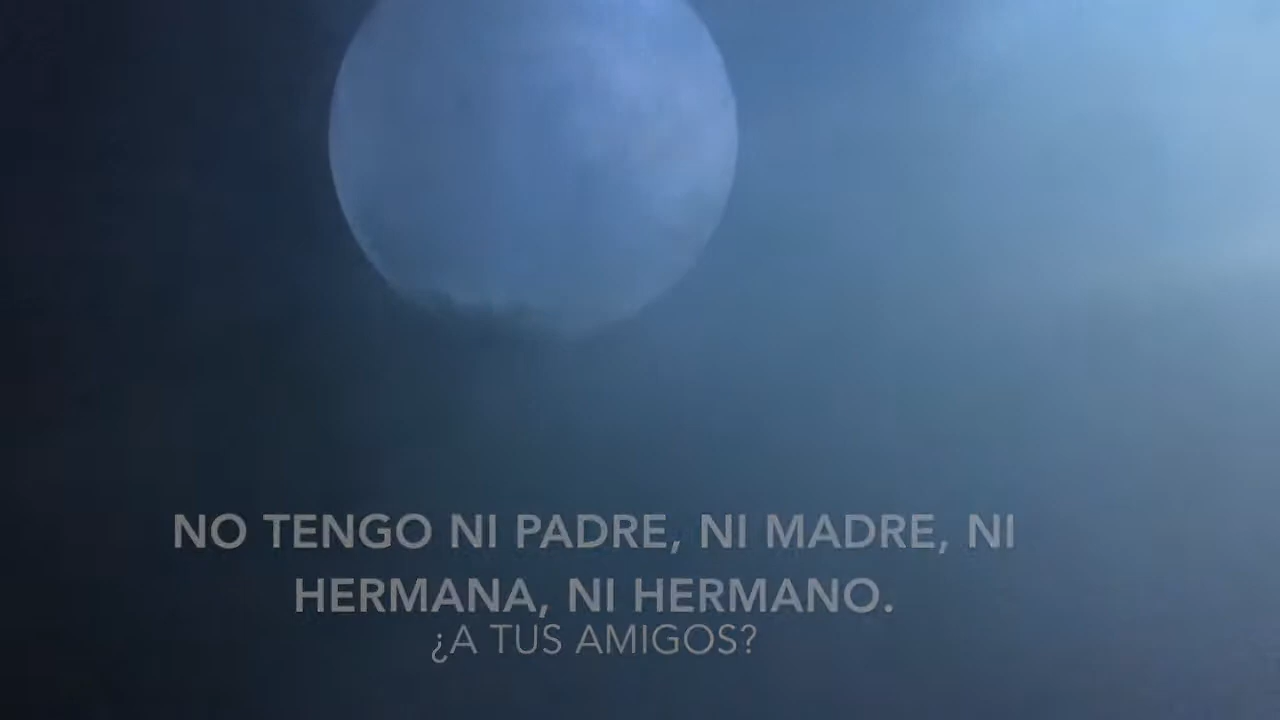 NO TENGO NI PADRE, NI MADRE, NI
HERMANA, NI HERMANO.
¿A TUS AMIGOS?